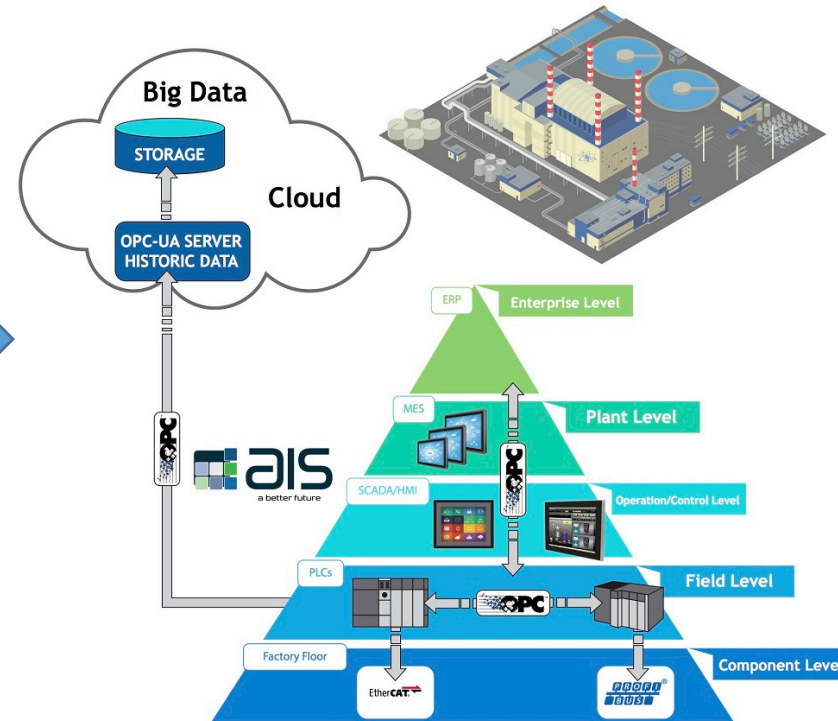 Big Data
STORAGE
Cloud
OPC-UA SERVER
HISTORIC DATA
OPC
ais
a better future
ERP
Enterprise Level
MES
Plant Level
OPC
SCADA/HMI
Operation/Control Level
PLCs
Field Level
OPC
Factory Floor
Component Leve
EtherCAT
PROFI
BUS